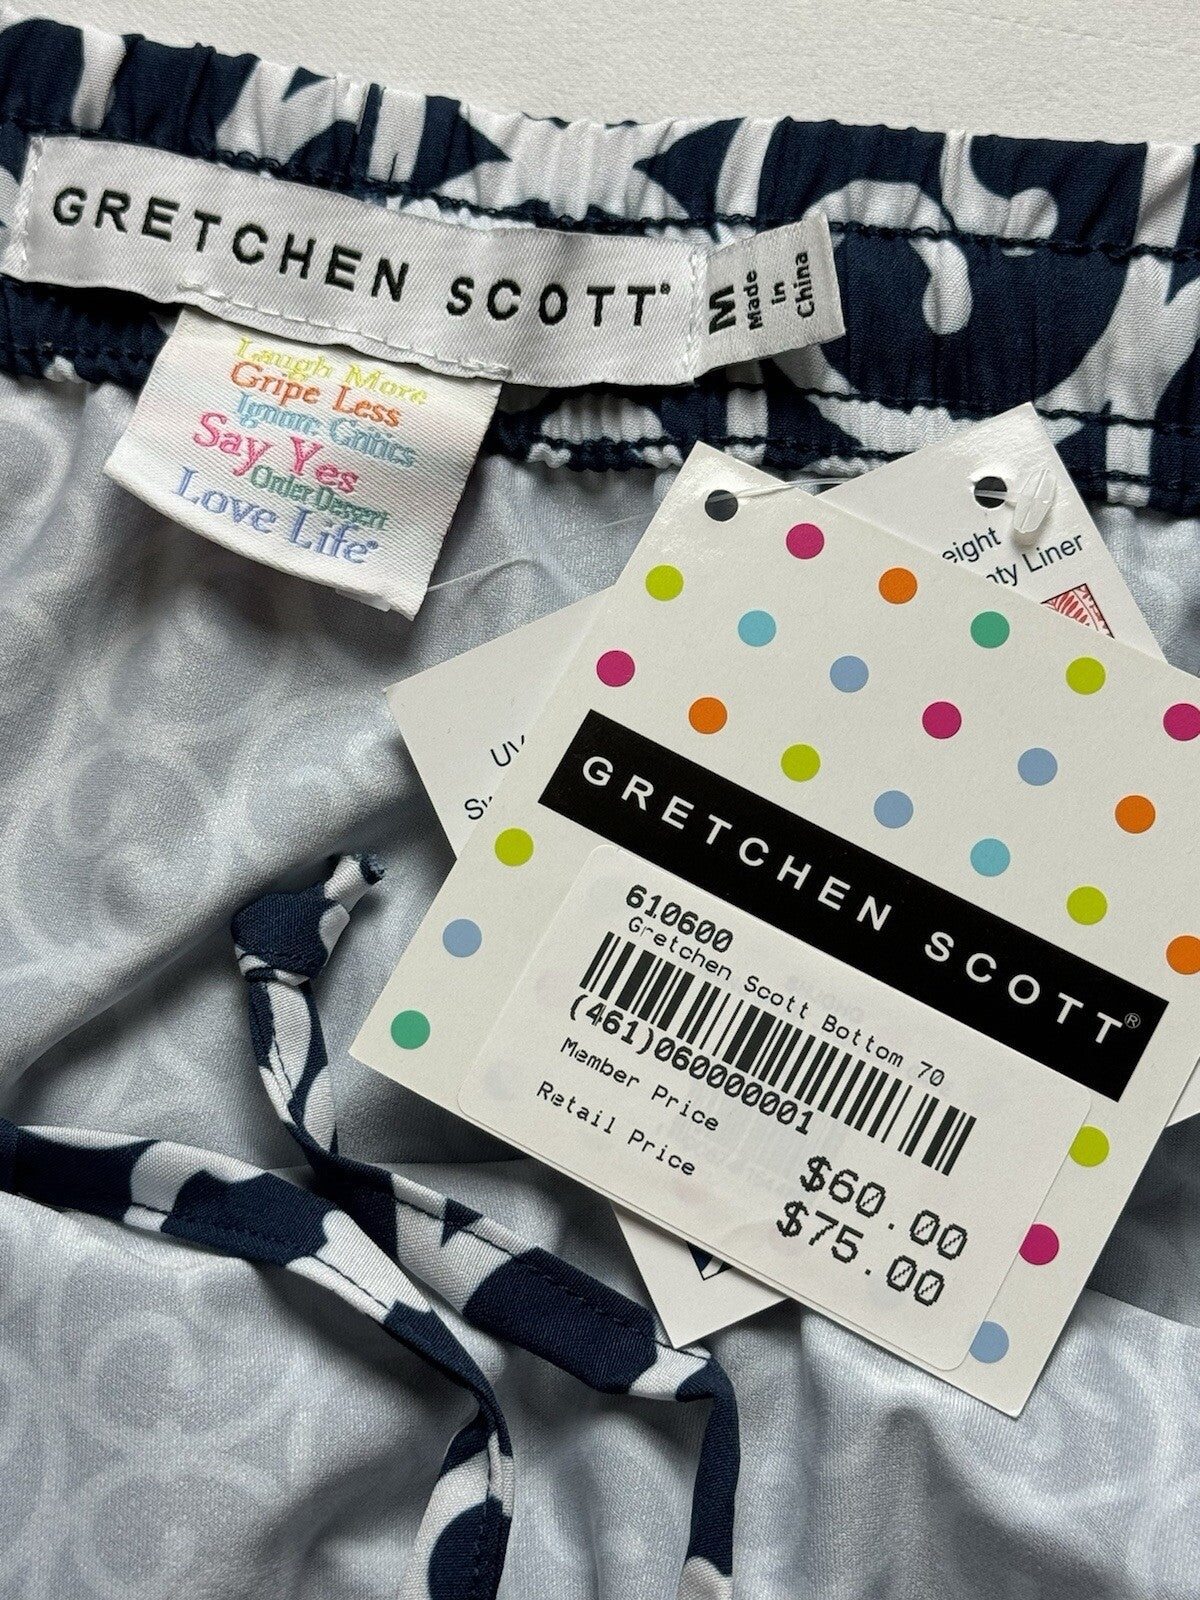 GRETCHEN SCOTT®
M
Made
in
China
Laugh More
Gripe Less
Ignore Critics
Say Yes
Order Dessert
Love Life®
eight
nty Liner
UV
GRETCHEN SCOTT®
610600
Gretchen Scott Bottom 70
(461)060000001
Member Price $60.00
Retail Price $75.00